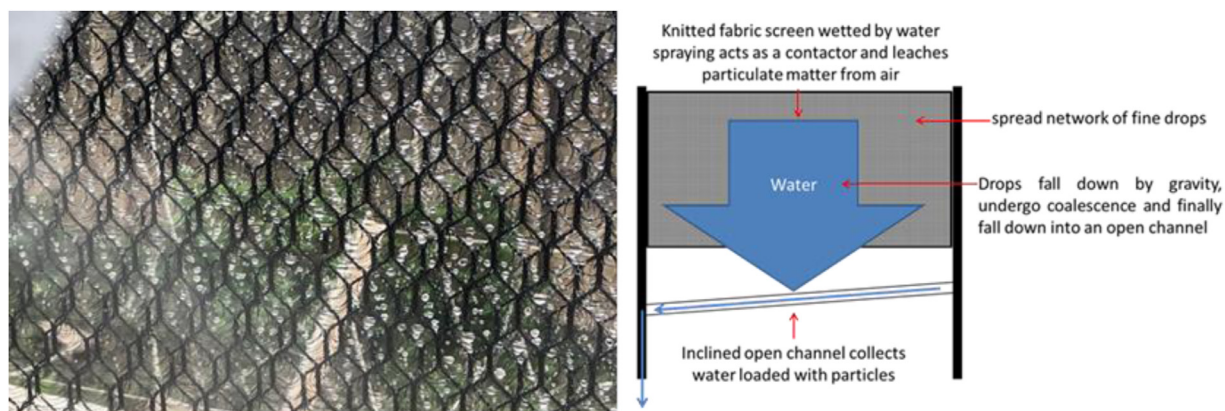 Knitted fabric screen wetted by water
spraying acts as a contactor and leaches
particulate matter from air
spread network of fine drops
Water
Drops fall down by gravity,
undergo coalescence and finally
fall down into an open channel
Inclined open channel collects
water loaded with particles